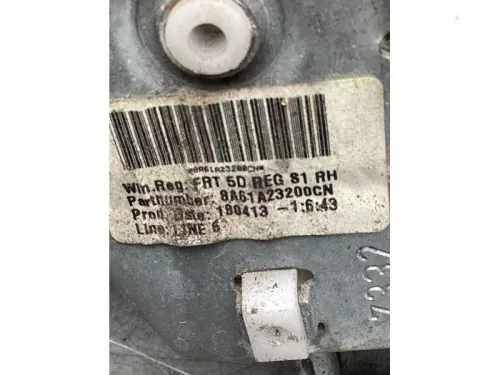 *8A61A23200CN*
Win.Reg: FRT 5D REG S1 RH
Partnumber: 8A61A23200CN
Prod. Date: 190413 -1:6:43
Line: LINE 6